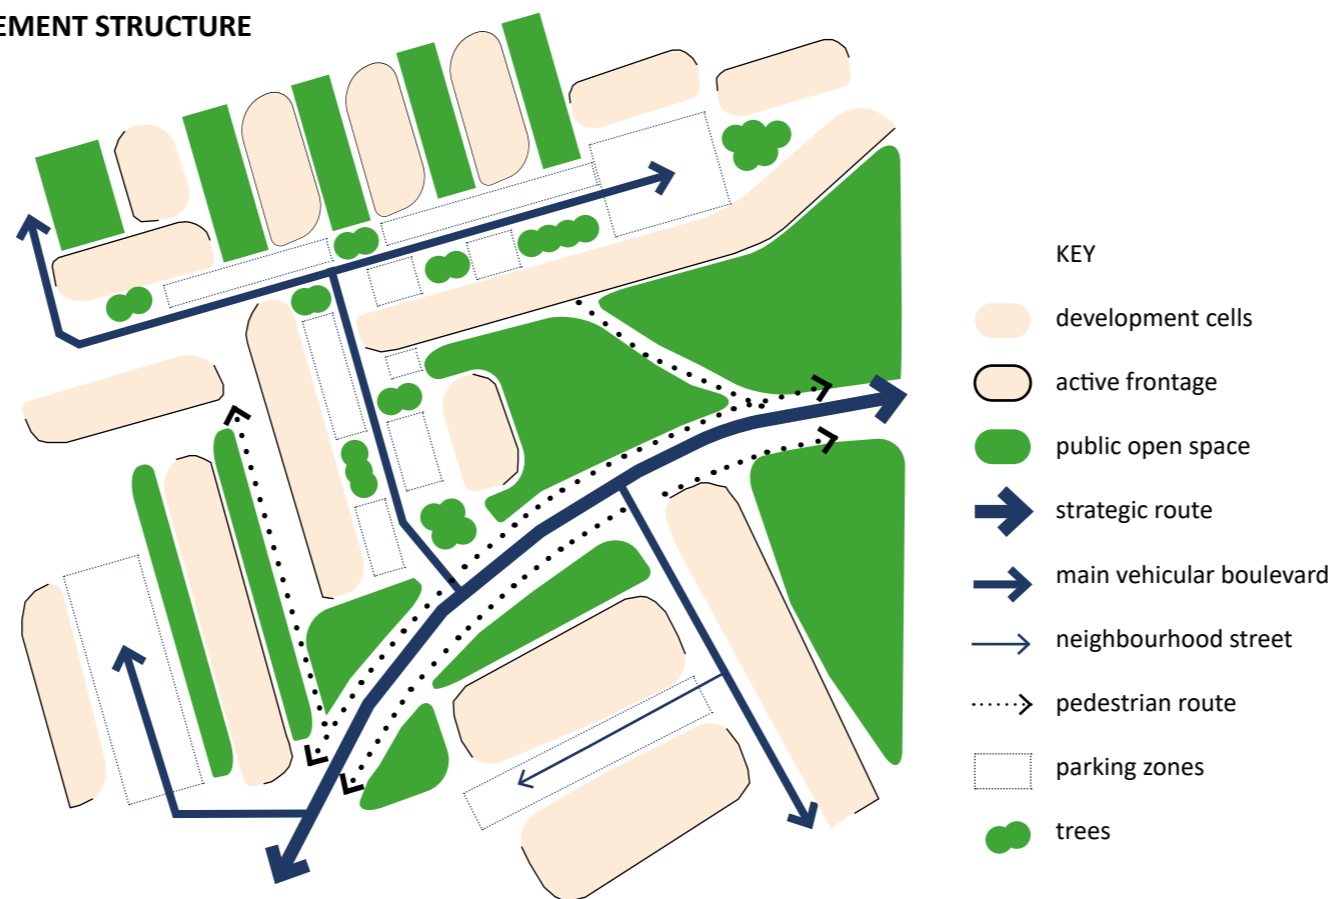 EMENT STRUCTURE
KEY
development cells
active frontage
public open space
strategic route
main vehicular boulevard
neighbourhood street
pedestrian route
parking zones
trees